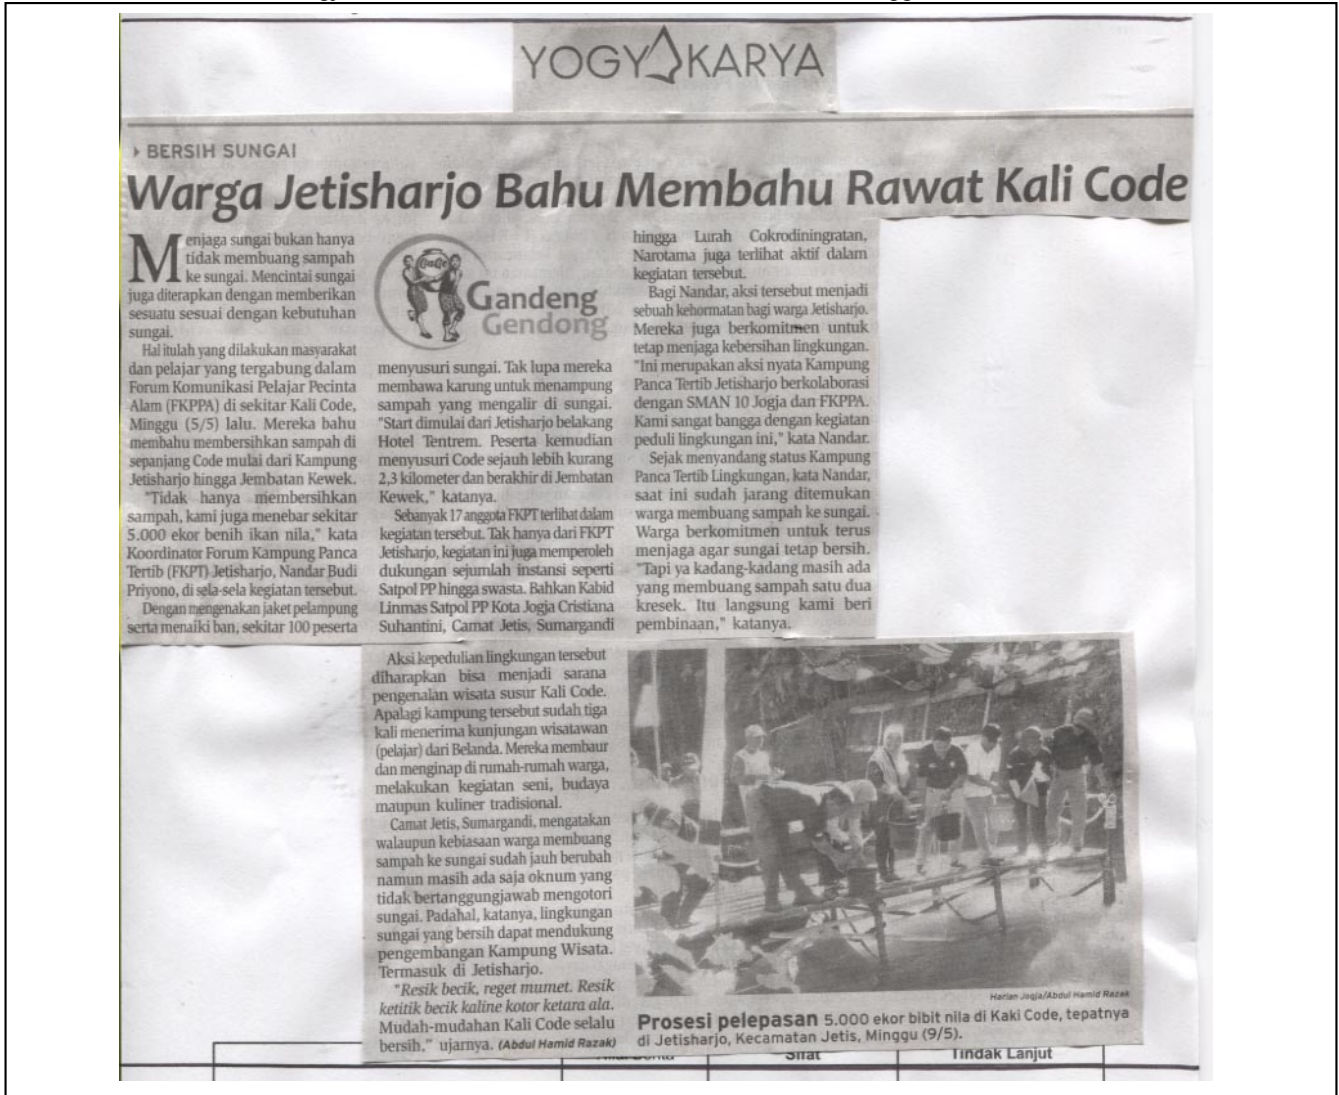 YOGYAKARYA
BERSIH SUNGAI
Warga Jetisharjo Bahu Membahu Rawat Kali Code
Menjaga sungai bukan hanya
tidak membuang sampah
ke sungai. Mencintai sungai
juga diterapkan dengan memberikan
sesuatu sesuai dengan kebutuhan
sungai.
Hal itulah yang dilakukan masyarakat
dan pelajar yang tergabung dalam
Forum Komunikasi Pelajar Pecinta
Alam (FKPPA) di sekitar Kali Code,
Minggu (5/5) lalu. Mereka bahu
membahu membersihkan sampah di
sepanjang Code mulai dari Kampung
Jetisharjo hingga Jembatan Kewek.
"Tidak hanya membersihkan
sampah, kami juga menebar sekitar
5.000 ekor benih ikan nila," kata
Koordinator Forum Kampung Panca
Tertib (FKPT) Jetisharjo, Nandar Budi
Priyono, di sela-sela kegiatan tersebut.
Dengan mengenakan jaket pelampung
serta menaiki ban, sekitar 100 peserta
Gandeng
Gendong
menyusuri sungai. Tak lupa mereka
membawa karung untuk menampung
sampah yang mengalir di sungai.
"Start dimulai dari Jetisharjo belakang
Hotel Tentrem. Peserta kemudian
menyusuri Code sejauh lebih kurang
2,3 kilometer dan berakhir di Jembatan
Kewek," katanya.
Sebanyak 17 anggota FKPT terlibat dalam
kegiatan tersebut. Tak hanya dari FKPT
Jetisharjo, kegiatan ini juga memperoleh
dukungan sejumlah instansi seperti
Satpol PP hingga swasta. Bahkan Kabid
Linmas Satpol PP Kota Jogja Cristiana
Suhantini, Camat Jetis, Sumargandi
hingga Lurah Cokrodiningratan,
Narotama juga terlihat aktif dalam
kegiatan tersebut.
Bagi Nandar, aksi tersebut menjadi
sebuah kehormatan bagi warga Jetisharjo.
Mereka juga berkomitmen untuk
tetap menjaga kebersihan lingkungan.
"Ini merupakan aksi nyata Kampung
Panca Tertib Jetisharjo berkolaborasi
dengan SMAN 10 Jogja dan FKPPA.
Kami sangat bangga dengan kegiatan
peduli lingkungan ini," kata Nandar.
Sejak menyandang status Kampung
Panca Tertib Lingkungan, kata Nandar,
saat ini sudah jarang ditemukan
warga membuang sampah ke sungai.
Warga berkomitmen untuk terus
menjaga agar sungai tetap bersih.
"Tapi ya kadang-kadang masih ada
yang membuang sampah satu dua
kresek. Itu langsung kami beri
pembinaan," katanya.
Aksi kepedulian lingkungan tersebut
diharapkan bisa menjadi sarana
pengenalan wisata susur Kali Code.
Apalagi kampung tersebut sudah tiga
kali menerima kunjungan wisatawan
(pelajar) dari Belanda. Mereka membaur
dan menginap di rumah-rumah warga,
melakukan kegiatan seni, budaya
maupun kuliner tradisional.
Camat Jetis, Sumargandi, mengatakan
walaupun kebiasaan warga membuang
sampah ke sungai sudah jauh berubah
namun masih ada saja oknum yang
tidak bertanggungjawab mengotori
sungai. Padahal, katanya, lingkungan
sungai yang bersih dapat mendukung
pengembangan Kampung Wisata.
Termasuk di Jetisharjo.
"Resik becik, reget mumet. Resik
ketitik becik kaline kotor ketara ala.
Mudah-mudahan Kali Code selalu
bersih," ujarnya. (Abdul Hamid Razak)
Harian Jogja/Abdul Hamid Razak
Prosesi pelepasan 5.000 ekor bibit nila di Kaki Code, tepatnya
di Jetisharjo, Kecamatan Jetis, Minggu (9/5).
Sifat
Tindak Lanjut